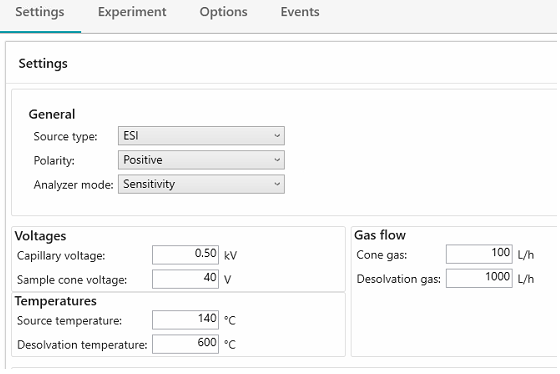 Settings Experiment Options Events
Settings
General
Source type: ESI
Polarity: Positive
Analyzer mode: Sensitivity
Voltages
Capillary voltage: 0.50 kV
Sample cone voltage: 40 V
Temperatures
Source temperature: 140 °C
Desolvation temperature: 600 °C
Gas flow
Cone gas: 100 L/h
Desolvation gas: 1000 L/h